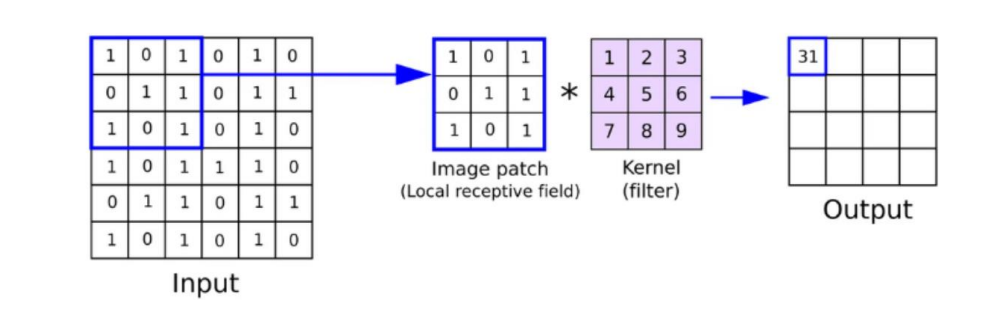 1 0 1 0 1 0
0 1 1 0 1 1
1 0 1 0 1 0
1 0 1 1 1 0
0 1 1 0 1 1
1 0 1 0 1 0
Input
1 0 1
0 1 1
1 0 1
Image patch
(Local receptive field)
*
1 2 3
4 5 6
7 8 9
Kernel
(filter)
31
Output